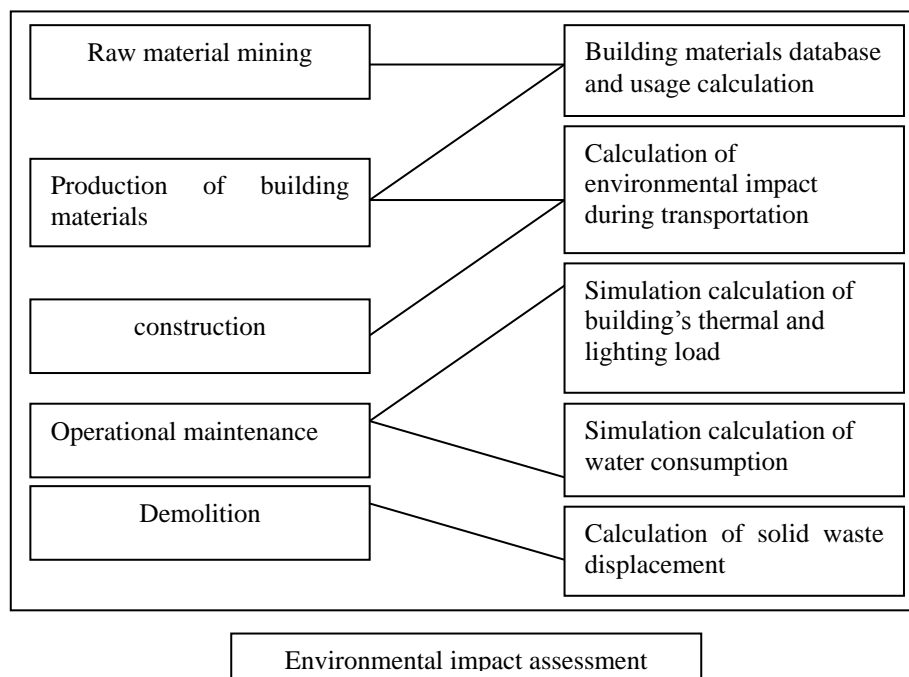 Raw material mining
Building materials database
and usage calculation
Production of building
materials
Calculation of
environmental impact
during transportation
construction
Simulation calculation of
building’s thermal and
lighting load
Operational maintenance
Simulation calculation of
water consumption
Demolition
Calculation of solid waste
displacement
Environmental impact assessment